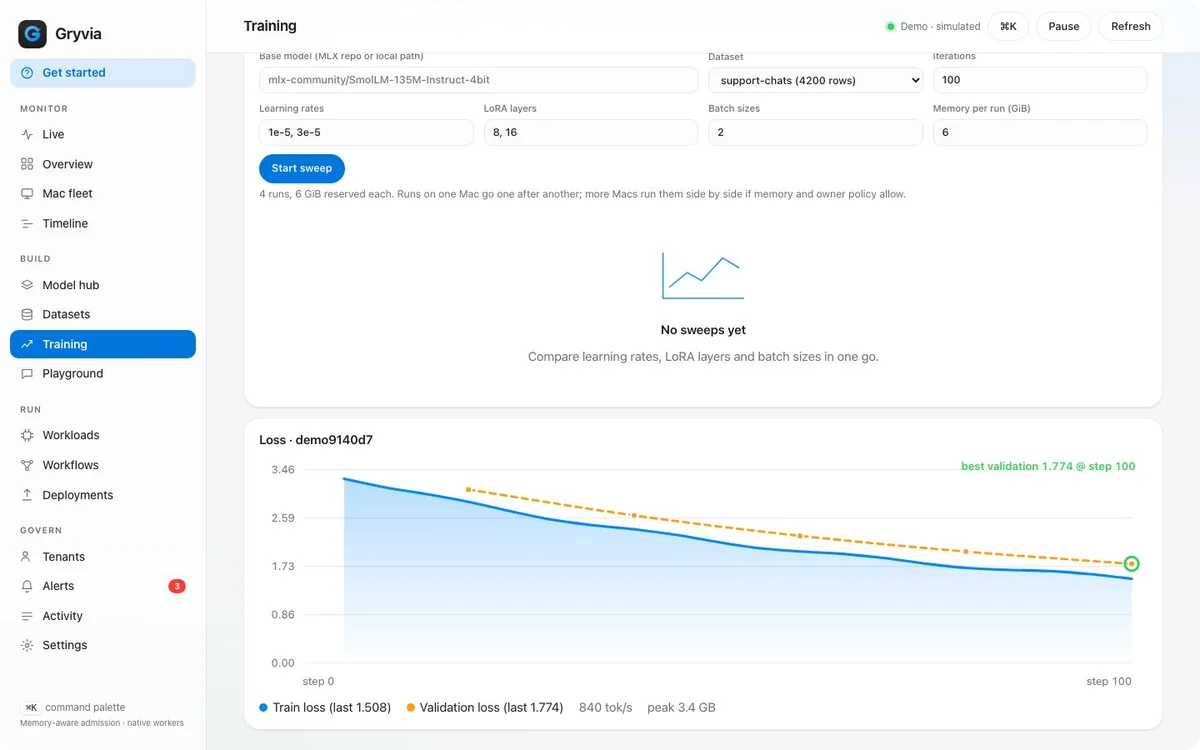 Gryvia
Get started
MONITOR
Live
Overview
Mac fleet
Timeline
BUILD
Model hub
Datasets
Training
Playground
RUN
Workloads
Workflows
Deployments
GOVERN
Tenants
Alerts 3
Activity
Settings
⌘K command palette
Memory-aware admission · native workers
Training
Demo · simulated ⌘K Pause Refresh
Base model (MLX repo or local path) Dataset Iterations
mlx-community/SmolLM-135M-Instruct-4bit support-chats (4200 rows) 100
Learning rates LoRA layers Batch sizes Memory per run (GiB)
1e-5, 3e-5 8, 16 2 6
Start sweep
4 runs, 6 GiB reserved each. Runs on one Mac go one after another; more Macs run them side by side if memory and owner policy allow.
No sweeps yet
Compare learning rates, LoRA layers and batch sizes in one go.
Loss · demo9140d7
best validation 1.774 @ step 100
3.46
2.59
1.73
0.86
0.00
step 0 step 100
Train loss (last 1.508) Validation loss (last 1.774) 840 tok/s peak 3.4 GB